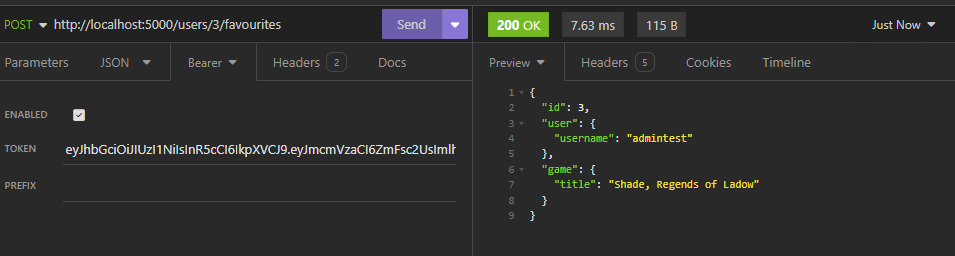 POST http://localhost:5000/users/3/favourites Send
200 OK 7.63 ms 115 B Just Now
Parameters JSON Bearer Headers 2 Docs
Preview Headers 5 Cookies Timeline
ENABLED
TOKEN eyJhbGciOiJIUzI1NiIsInR5cCI6IkpXVCJ9.eyJmcmVzaCI6ZmFsc2UsImlh
PREFIX
1 {
2 "id": 3,
3 "user": {
4 "username": "admintest"
5 },
6 "game": {
7 "title": "Shade, Regends of Ladow"
8 }
9 }